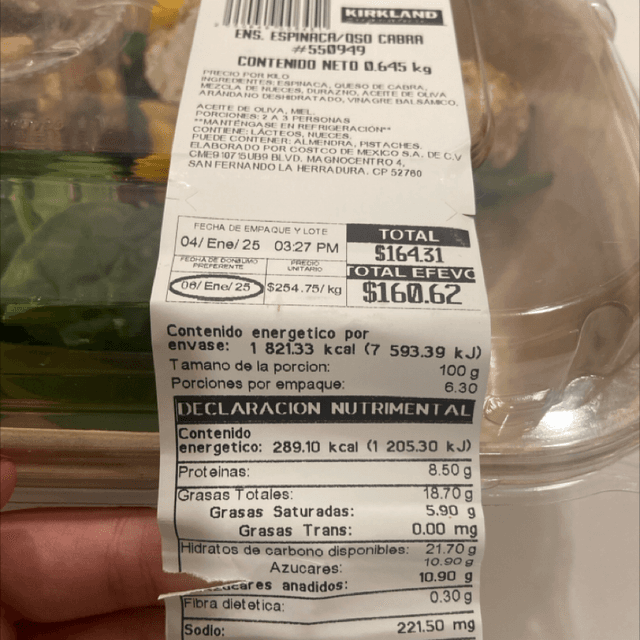 KIRKLAND
ENS. ESPINACA/QSO CABRA
#550949
CONTENIDO NETO 0.645 kg
PRECIO POR KILO
INGREDIENTES: ESPINACA, QUESO DE CABRA,
MEZCLA DE NUECES, DURAZNO, ACEITE DE OLIVA
ARANDANO DESHIDRATADO, VINAGRE BALSAMICO,
ACEITE DE OLIVA, MIEL.
PORCIONES: 2 A 3 PERSONAS
**MANTENGASE EN REFRIGERACIÓN**
CONTIENE: LÁCTEOS, NUECES.
PUEDE CONTENER: ALMENDRA, PISTACHES.
ELABORADO POR COSTCO DE MEXICO S.A. DE C.V
CME910715UB9 BLVD. MAGNOCENTRO 4,
SAN FERNANDO LA HERRADURA. CP 52760
FECHA DE EMPAQUE Y LOTE
04/ Ene/ 25 03:27 PM
TOTAL
$164.31
FECHA DE CONSUMO PREFERENTE
06/ Ene/ 25
PRECIO UNITARIO
$254.75/ kg
TOTAL EFEVO
$160.62
Contenido energetico por
envase: 1 821.33 kcal (7 593.39 kJ)
Tamano de la porcion: 100 g
Porciones por empaque: 6.30
DECLARACION NUTRIMENTAL
Contenido
energetico: 289.10 kcal (1 205.30 kJ)
Proteinas: 8.50 g
Grasas Totales: 18.70 g
Grasas Saturadas: 5.90 g
Grasas Trans: 0.00 mg
Hidratos de carbono disponibles: 21.70 g
Azucares: 10.90 g
cares anadidos: 10.90 g
Fibra dietetica: 0.30 g
Sodio: 221.50 mg